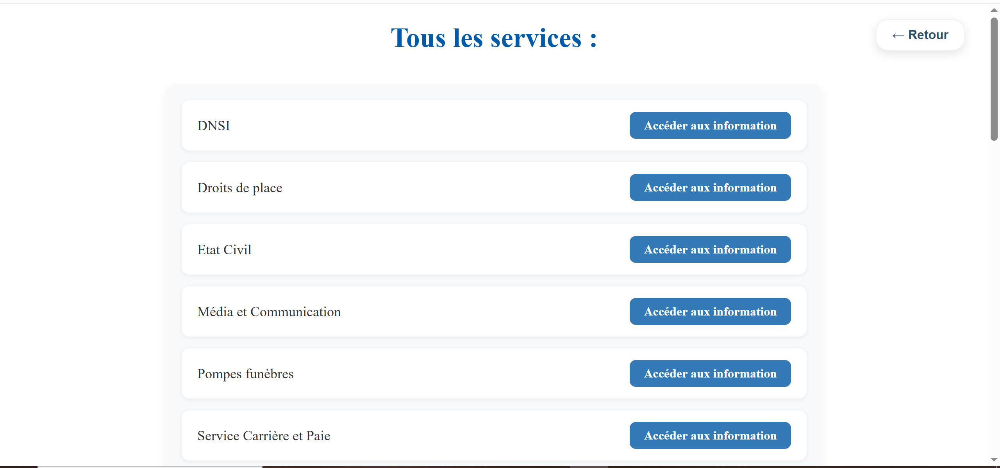 Tous les services :
← Retour
DNSI
Accéder aux information
Droits de place
Accéder aux information
Etat Civil
Accéder aux information
Média et Communication
Accéder aux information
Pompes funèbres
Accéder aux information
Service Carrière et Paie
Accéder aux information